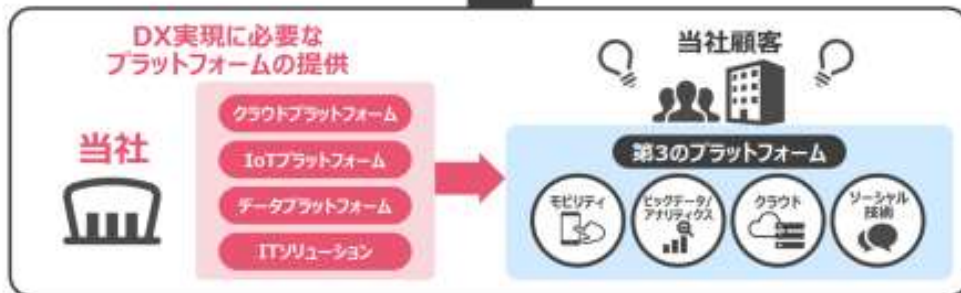 DX実現に必要な
プラットフォームの提供
当社
クラウドプラットフォーム
IoTプラットフォーム
データプラットフォーム
ITソリューション
当社顧客
第3のプラットフォーム
モビリティ
ビッグデータ/
アナリティクス
クラウド
ソーシャル
技術